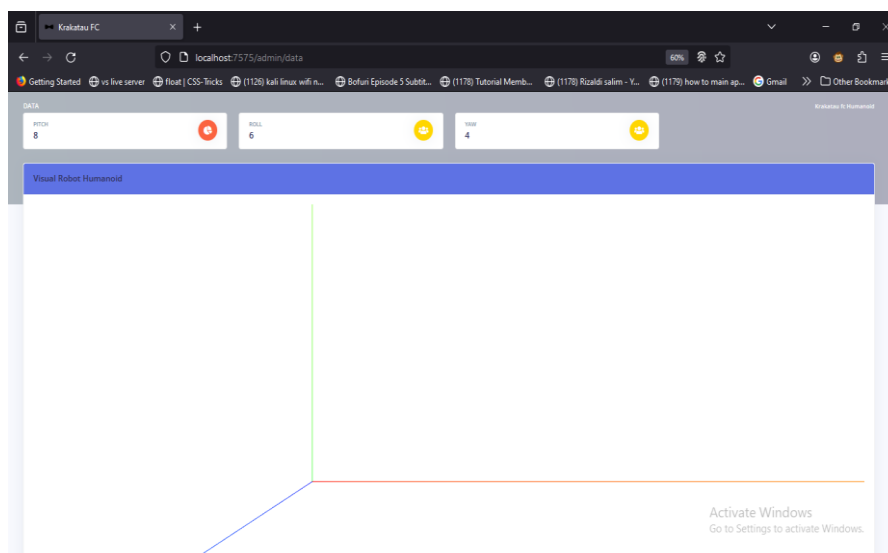 Krakatau FC
localhost:7575/admin/data
60%
Getting Started
vs live server
float | CSS-Tricks
(1126) kali linux wifi n...
Bofuri Episode 5 Subtit...
(1178) Tutorial Memb...
(1178) Rizaldi salim - Y...
(1179) how to main ap...
Gmail
Other Bookmark
DATA
Krakatau fc Humanoid
PITCH
8
ROLL
6
YAW
4
Visual Robot Humanoid
Activate Windows
Go to Settings to activate Windows.